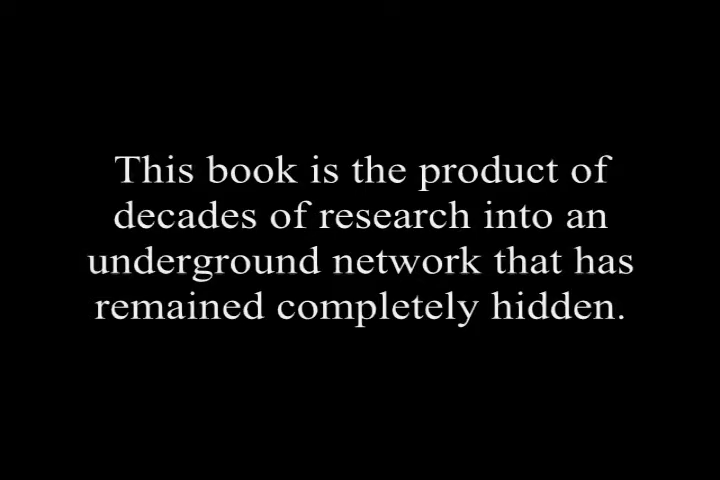 This book is the product of
decades of research into an
underground network that has
remained completely hidden.